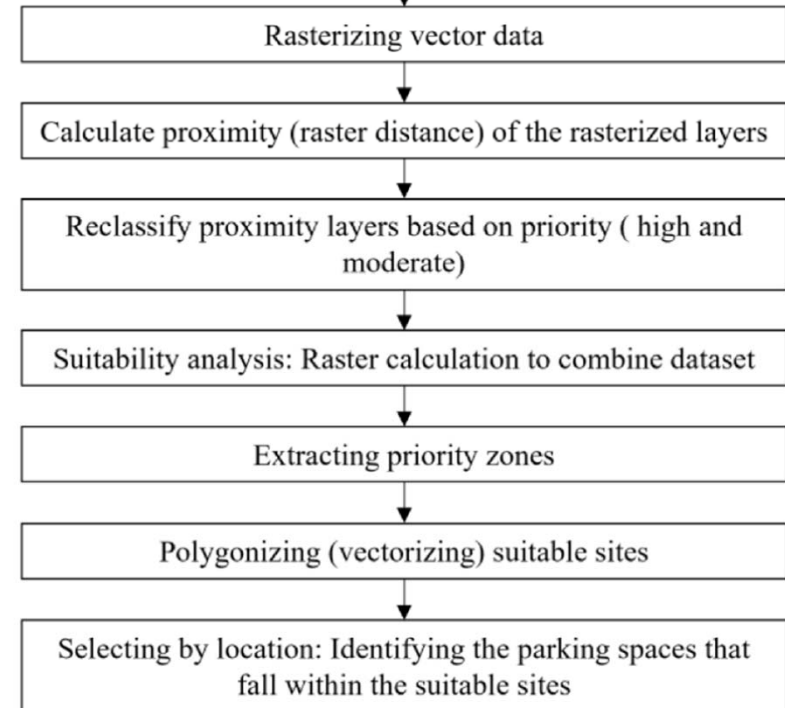 Rasterizing vector data
Calculate proximity (raster distance) of the rasterized layers
Reclassify proximity layers based on priority ( high and
moderate)
Suitability analysis: Raster calculation to combine dataset
Extracting priority zones
Polygonizing (vectorizing) suitable sites
Selecting by location: Identifying the parking spaces that
fall within the suitable sites